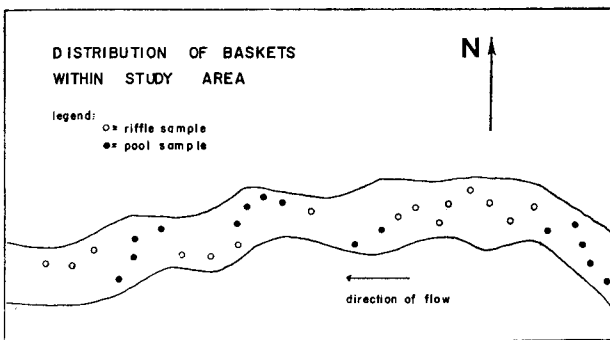 DISTRIBUTION OF BASKETS
WITHIN STUDY AREA
N
legend:
○= riffle sample
●= pool sample
direction of flow